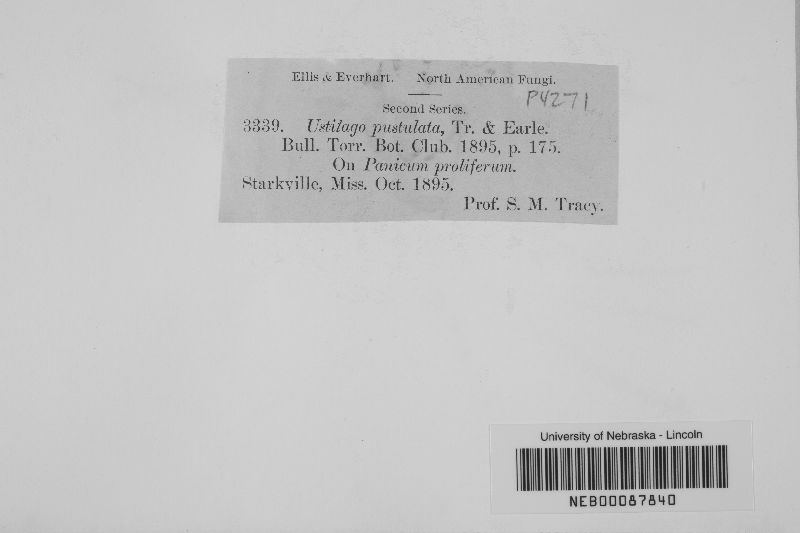 Ellis & Everhart. North American Fungi.
Second Series.
P4271
3339. Ustilago pustulata, Tr. & Earle.
Bull. Torr. Bot. Club. 1895, p. 175.
On Panicum proliferum.
Starkville, Miss. Oct. 1895.
Prof. S. M. Tracy.
University of Nebraska - Lincoln
NEB00087840